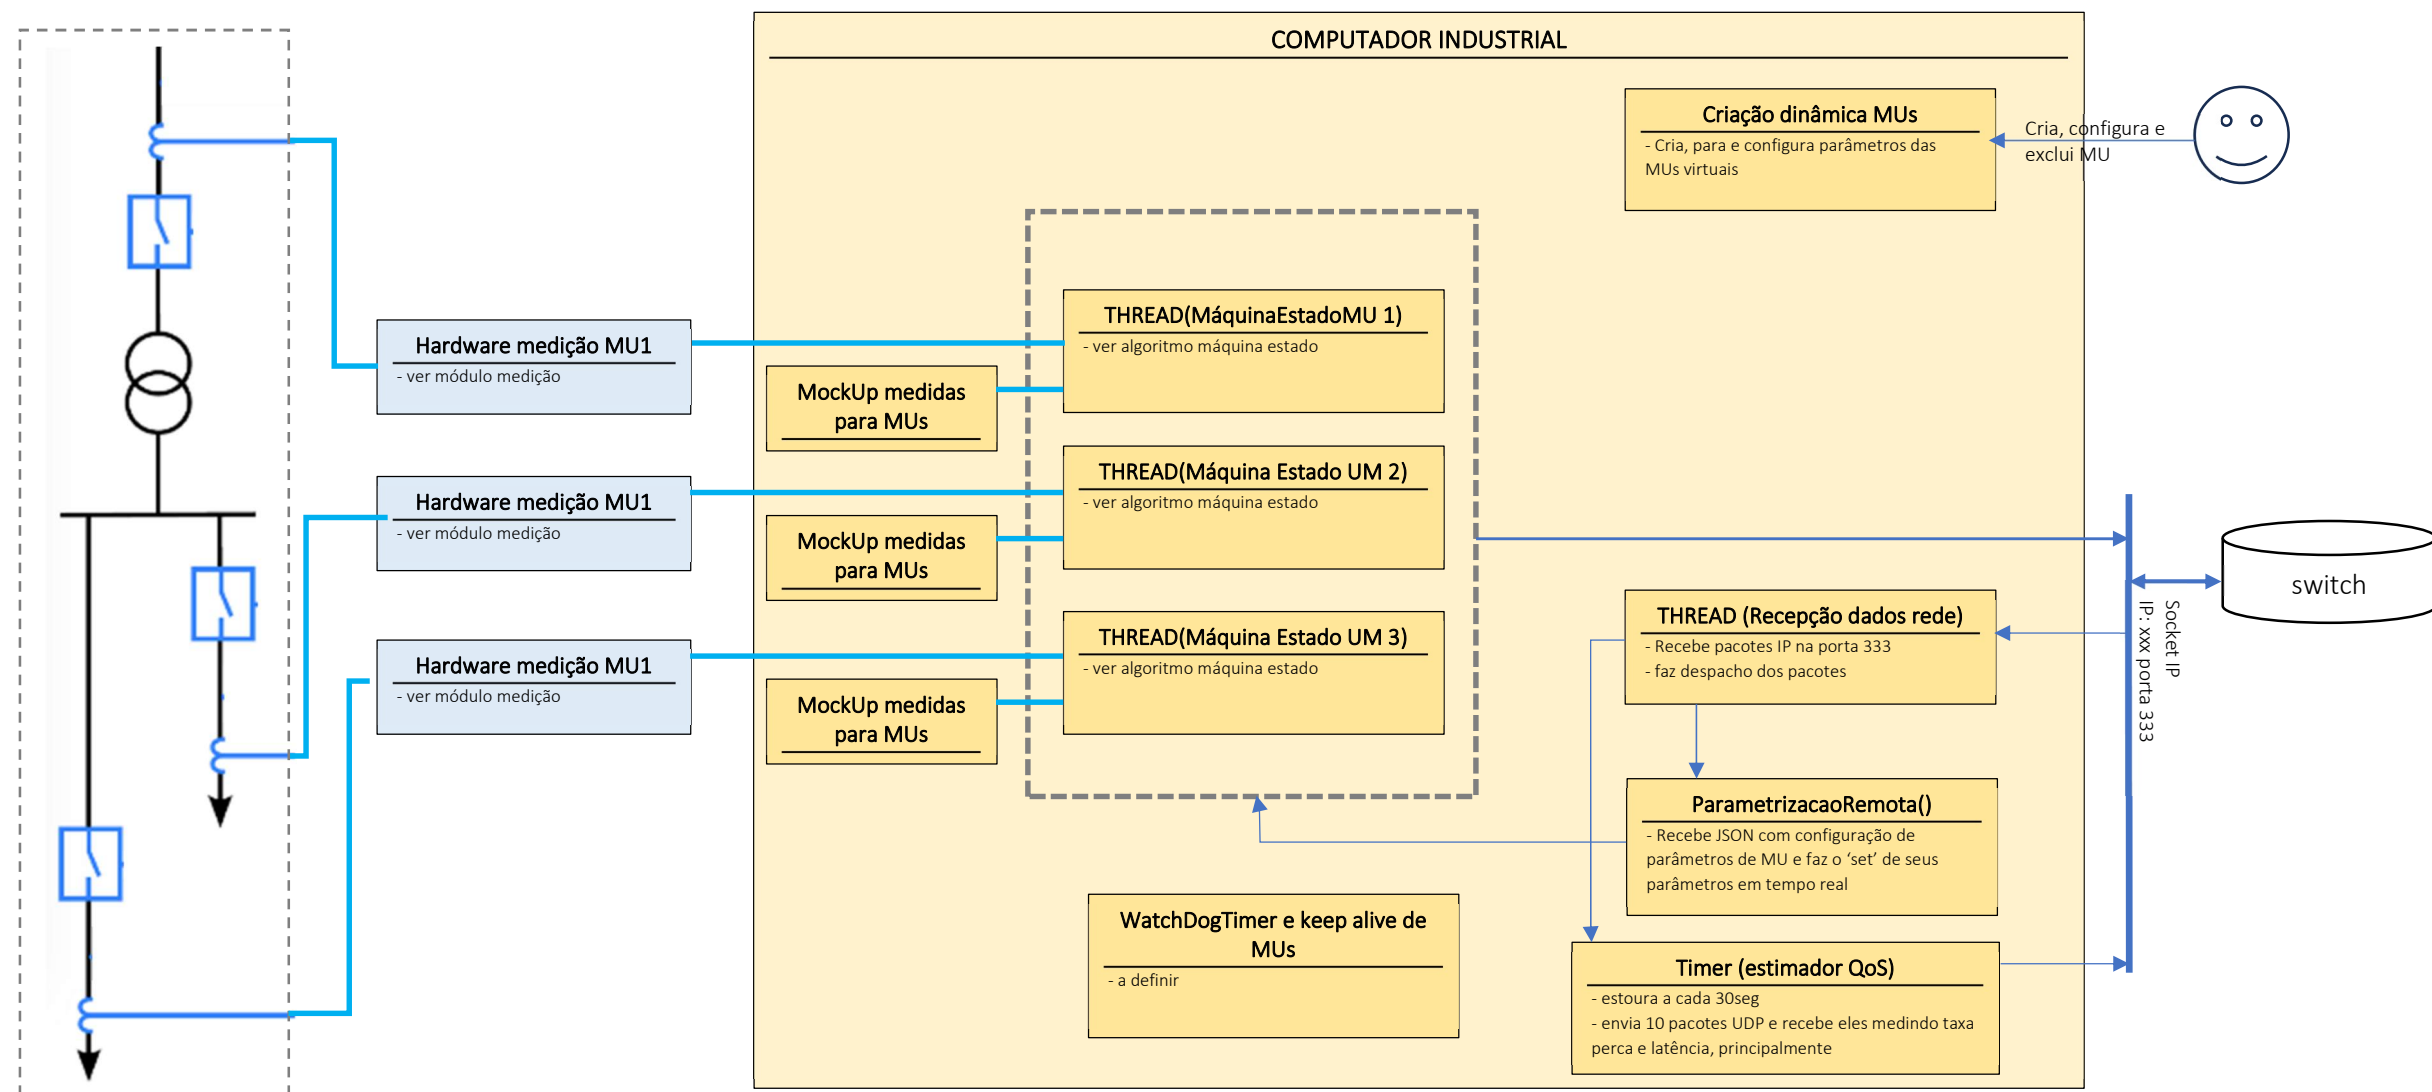 COMPUTADOR INDUSTRIAL
Criação dinâmica MUs
- Cria, para e configura parâmetros das
MUs virtuais
Cria, configura e
exclui MU
THREAD(MáquinaEstadoMU 1)
- ver algoritmo máquina estado
Hardware medição MU1
- ver módulo medição
MockUp medidas
para MUs
THREAD(Máquina Estado UM 2)
- ver algoritmo máquina estado
Hardware medição MU1
- ver módulo medição
MockUp medidas
para MUs
THREAD(Máquina Estado UM 3)
- ver algoritmo máquina estado
Hardware medição MU1
- ver módulo medição
MockUp medidas
para MUs
switch
Socket IP
IP: xxx porta 333
THREAD (Recepção dados rede)
- Recebe pacotes IP na porta 333
- faz despacho dos pacotes
ParametrizacaoRemota()
- Recebe JSON com configuração de
parâmetros de MU e faz o ‘set’ de seus
parâmetros em tempo real
WatchDogTimer e keep alive de
MUs
- a definir
Timer (estimador QoS)
- estoura a cada 30seg
- envia 10 pacotes UDP e recebe eles medindo taxa
perca e latência, principalmente